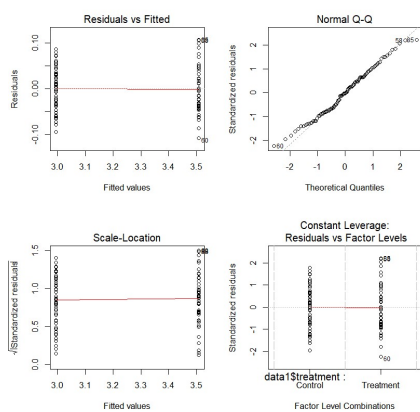 Residuals vs Fitted
Residuals
0.10
0.00
-0.10
60
3.0 3.1 3.2 3.3 3.4 3.5
Fitted values
Normal Q-Q
Standardized residuals
2
1
0
-1
-2
60
-2 -1 0 1 2
Theoretical Quantiles
Scale-Location
√|Standardized residuals|
1.5
1.0
0.5
0.0
3.0 3.1 3.2 3.3 3.4 3.5
Fitted values
Constant Leverage:
Residuals vs Factor Levels
Standardized residuals
2
1
0
-1
-2
60
data1$treatment :
Control Treatment
Factor Level Combinations